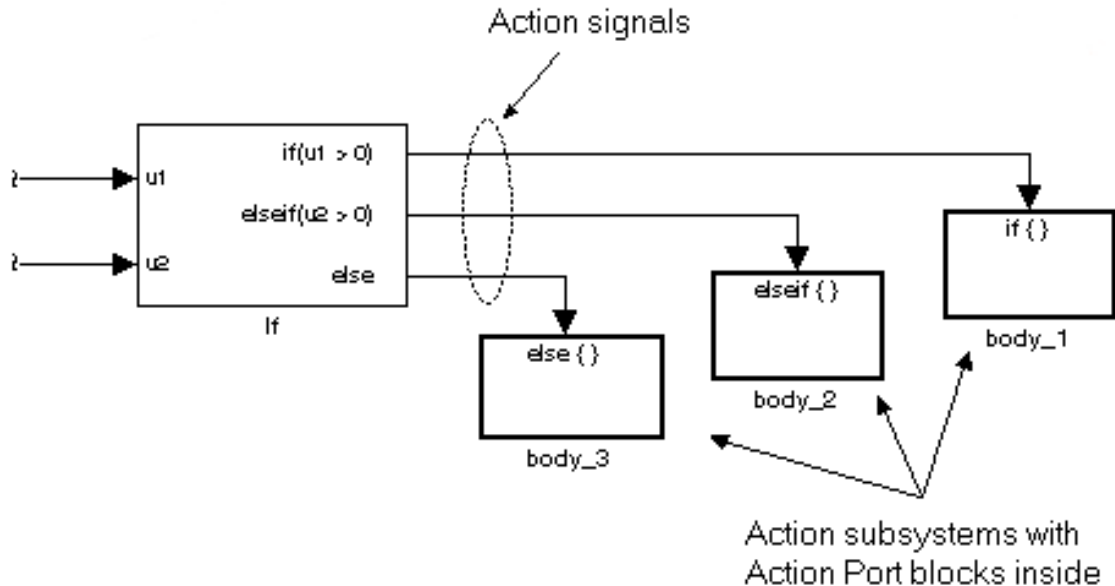 Action signals
if(u1 > 0)
u1
elseif(u2 > 0)
u2
else
If
if { }
body_1
elseif { }
body_2
else { }
body_3
Action subsystems with
Action Port blocks inside